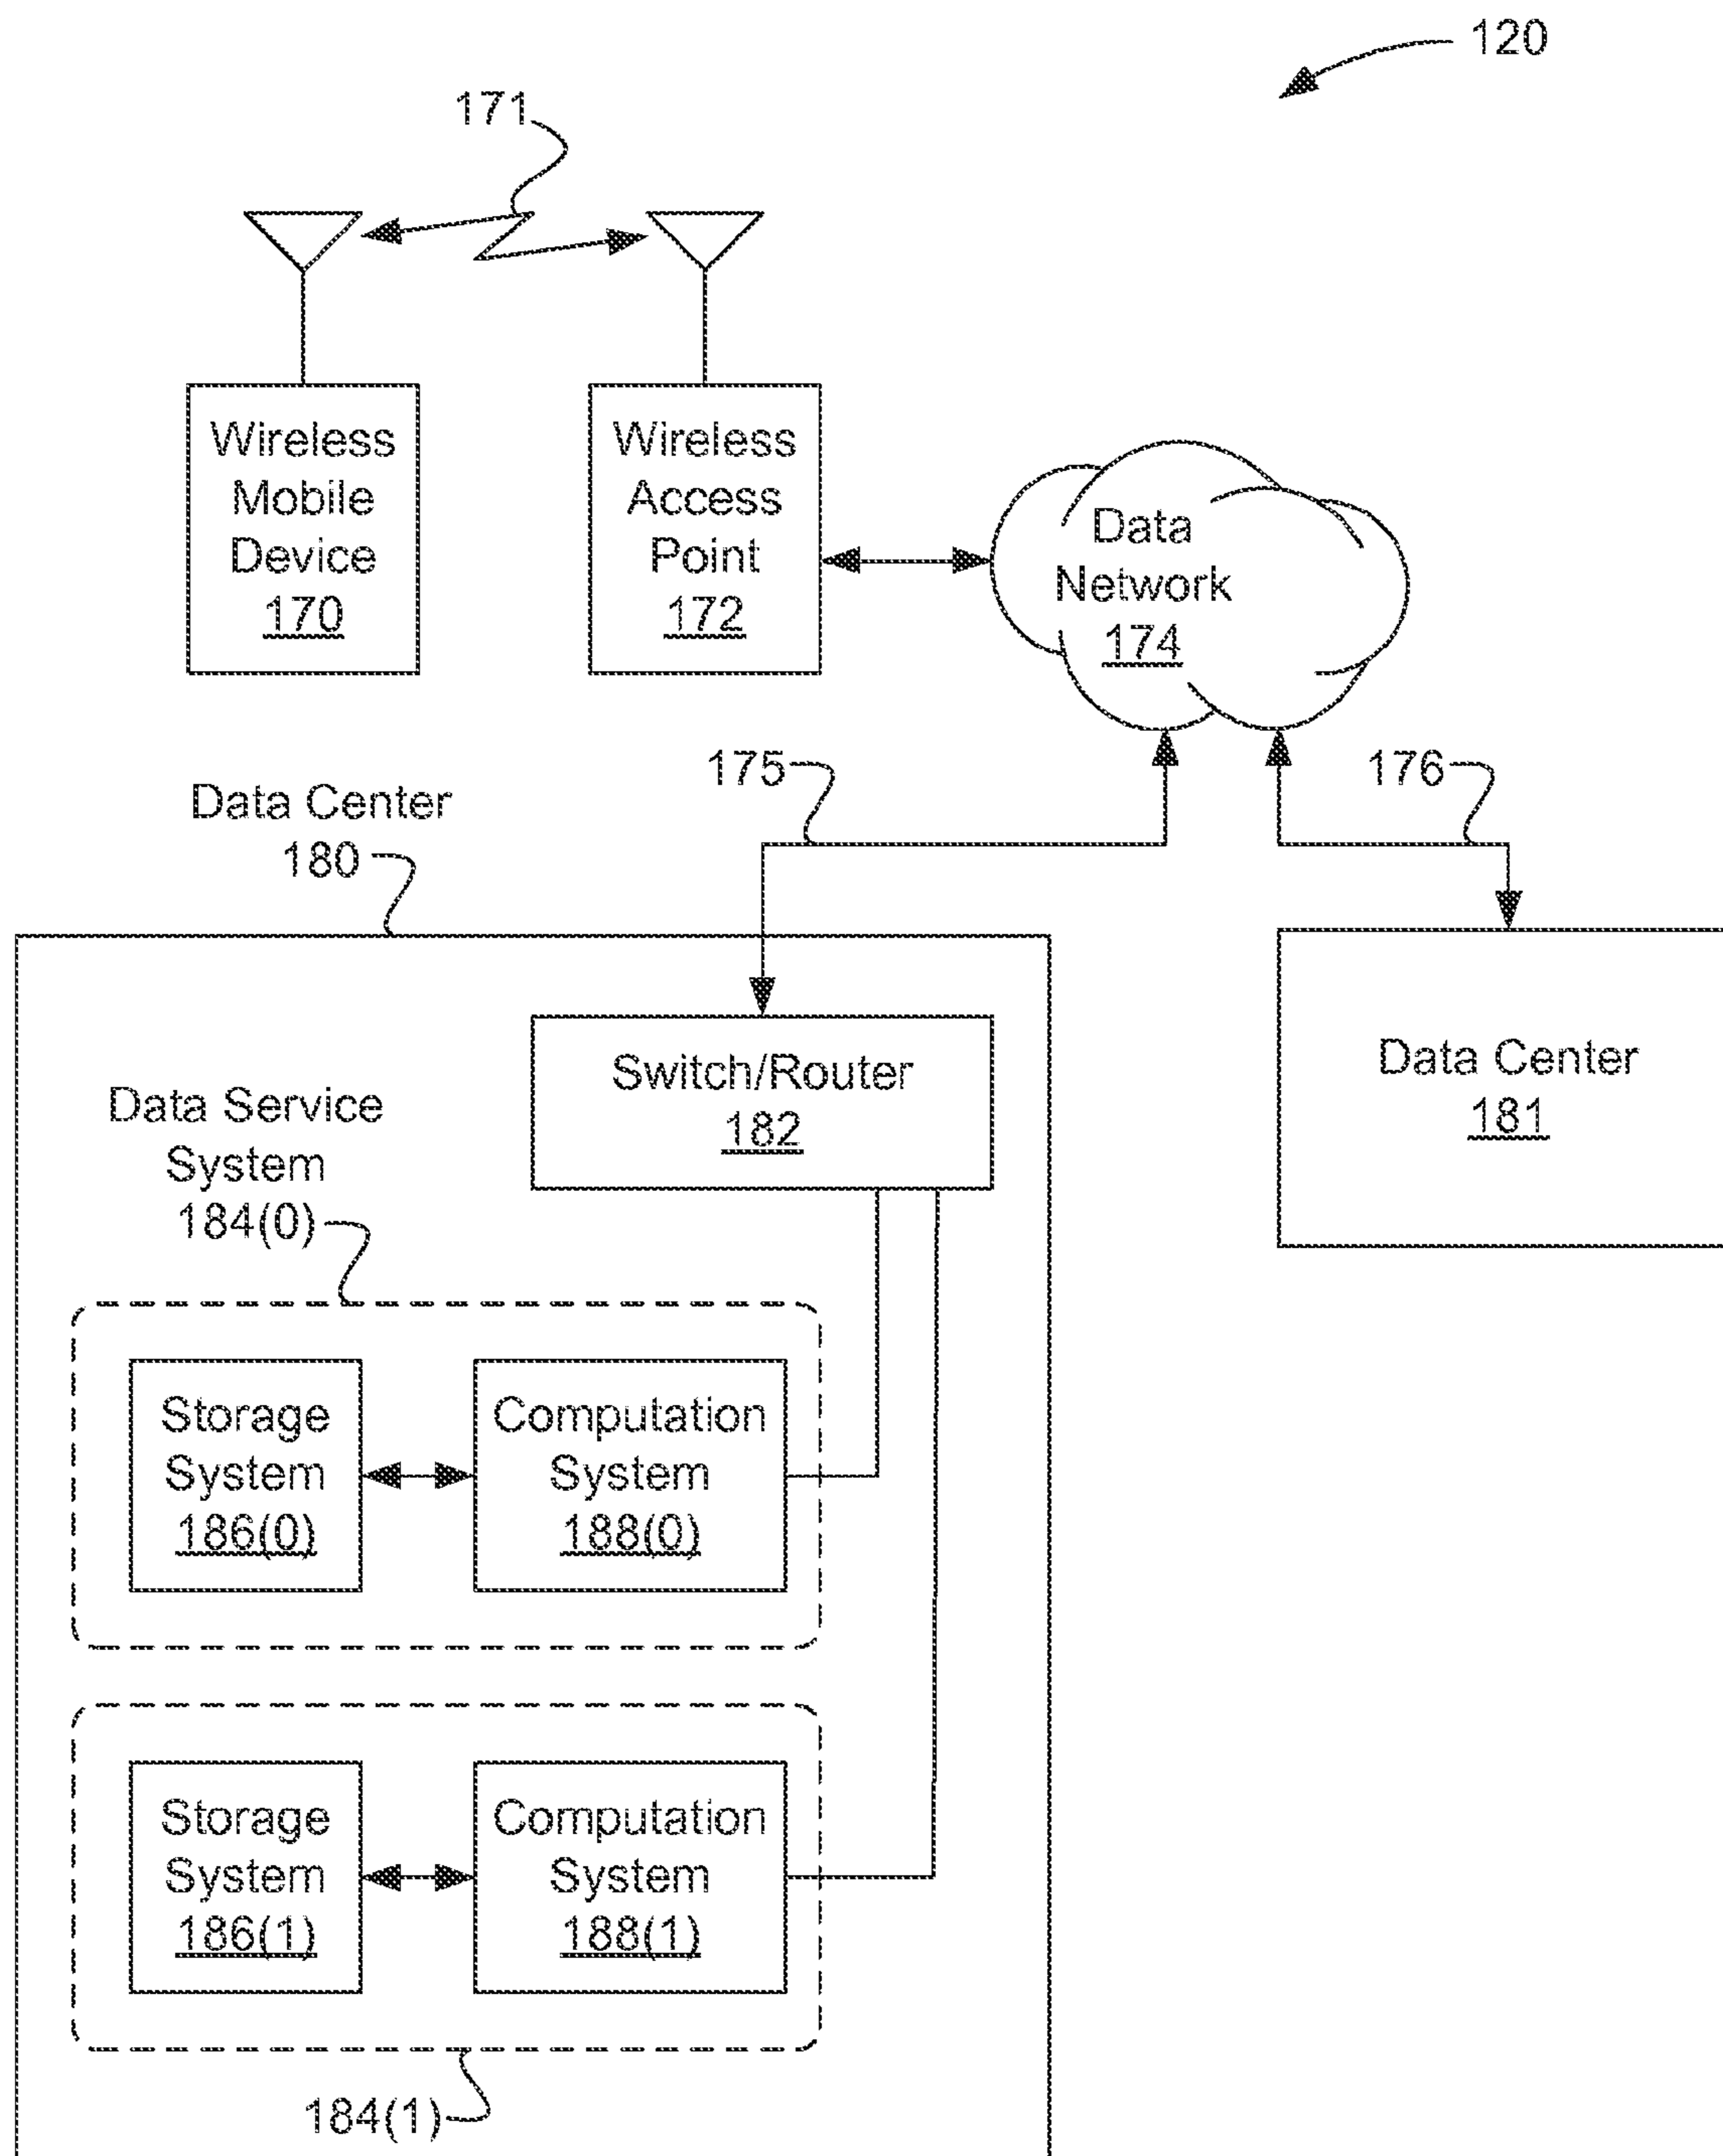 120
171
Wireless
Mobile
Device
170
Wireless
Access
Point
172
Data
Network
174
175
176
Data Center
180
Switch/Router
182
Data Center
181
Data Service
System
184(0)
Storage
System
186(0)
Computation
System
188(0)
Storage
System
186(1)
Computation
System
188(1)
184(1)